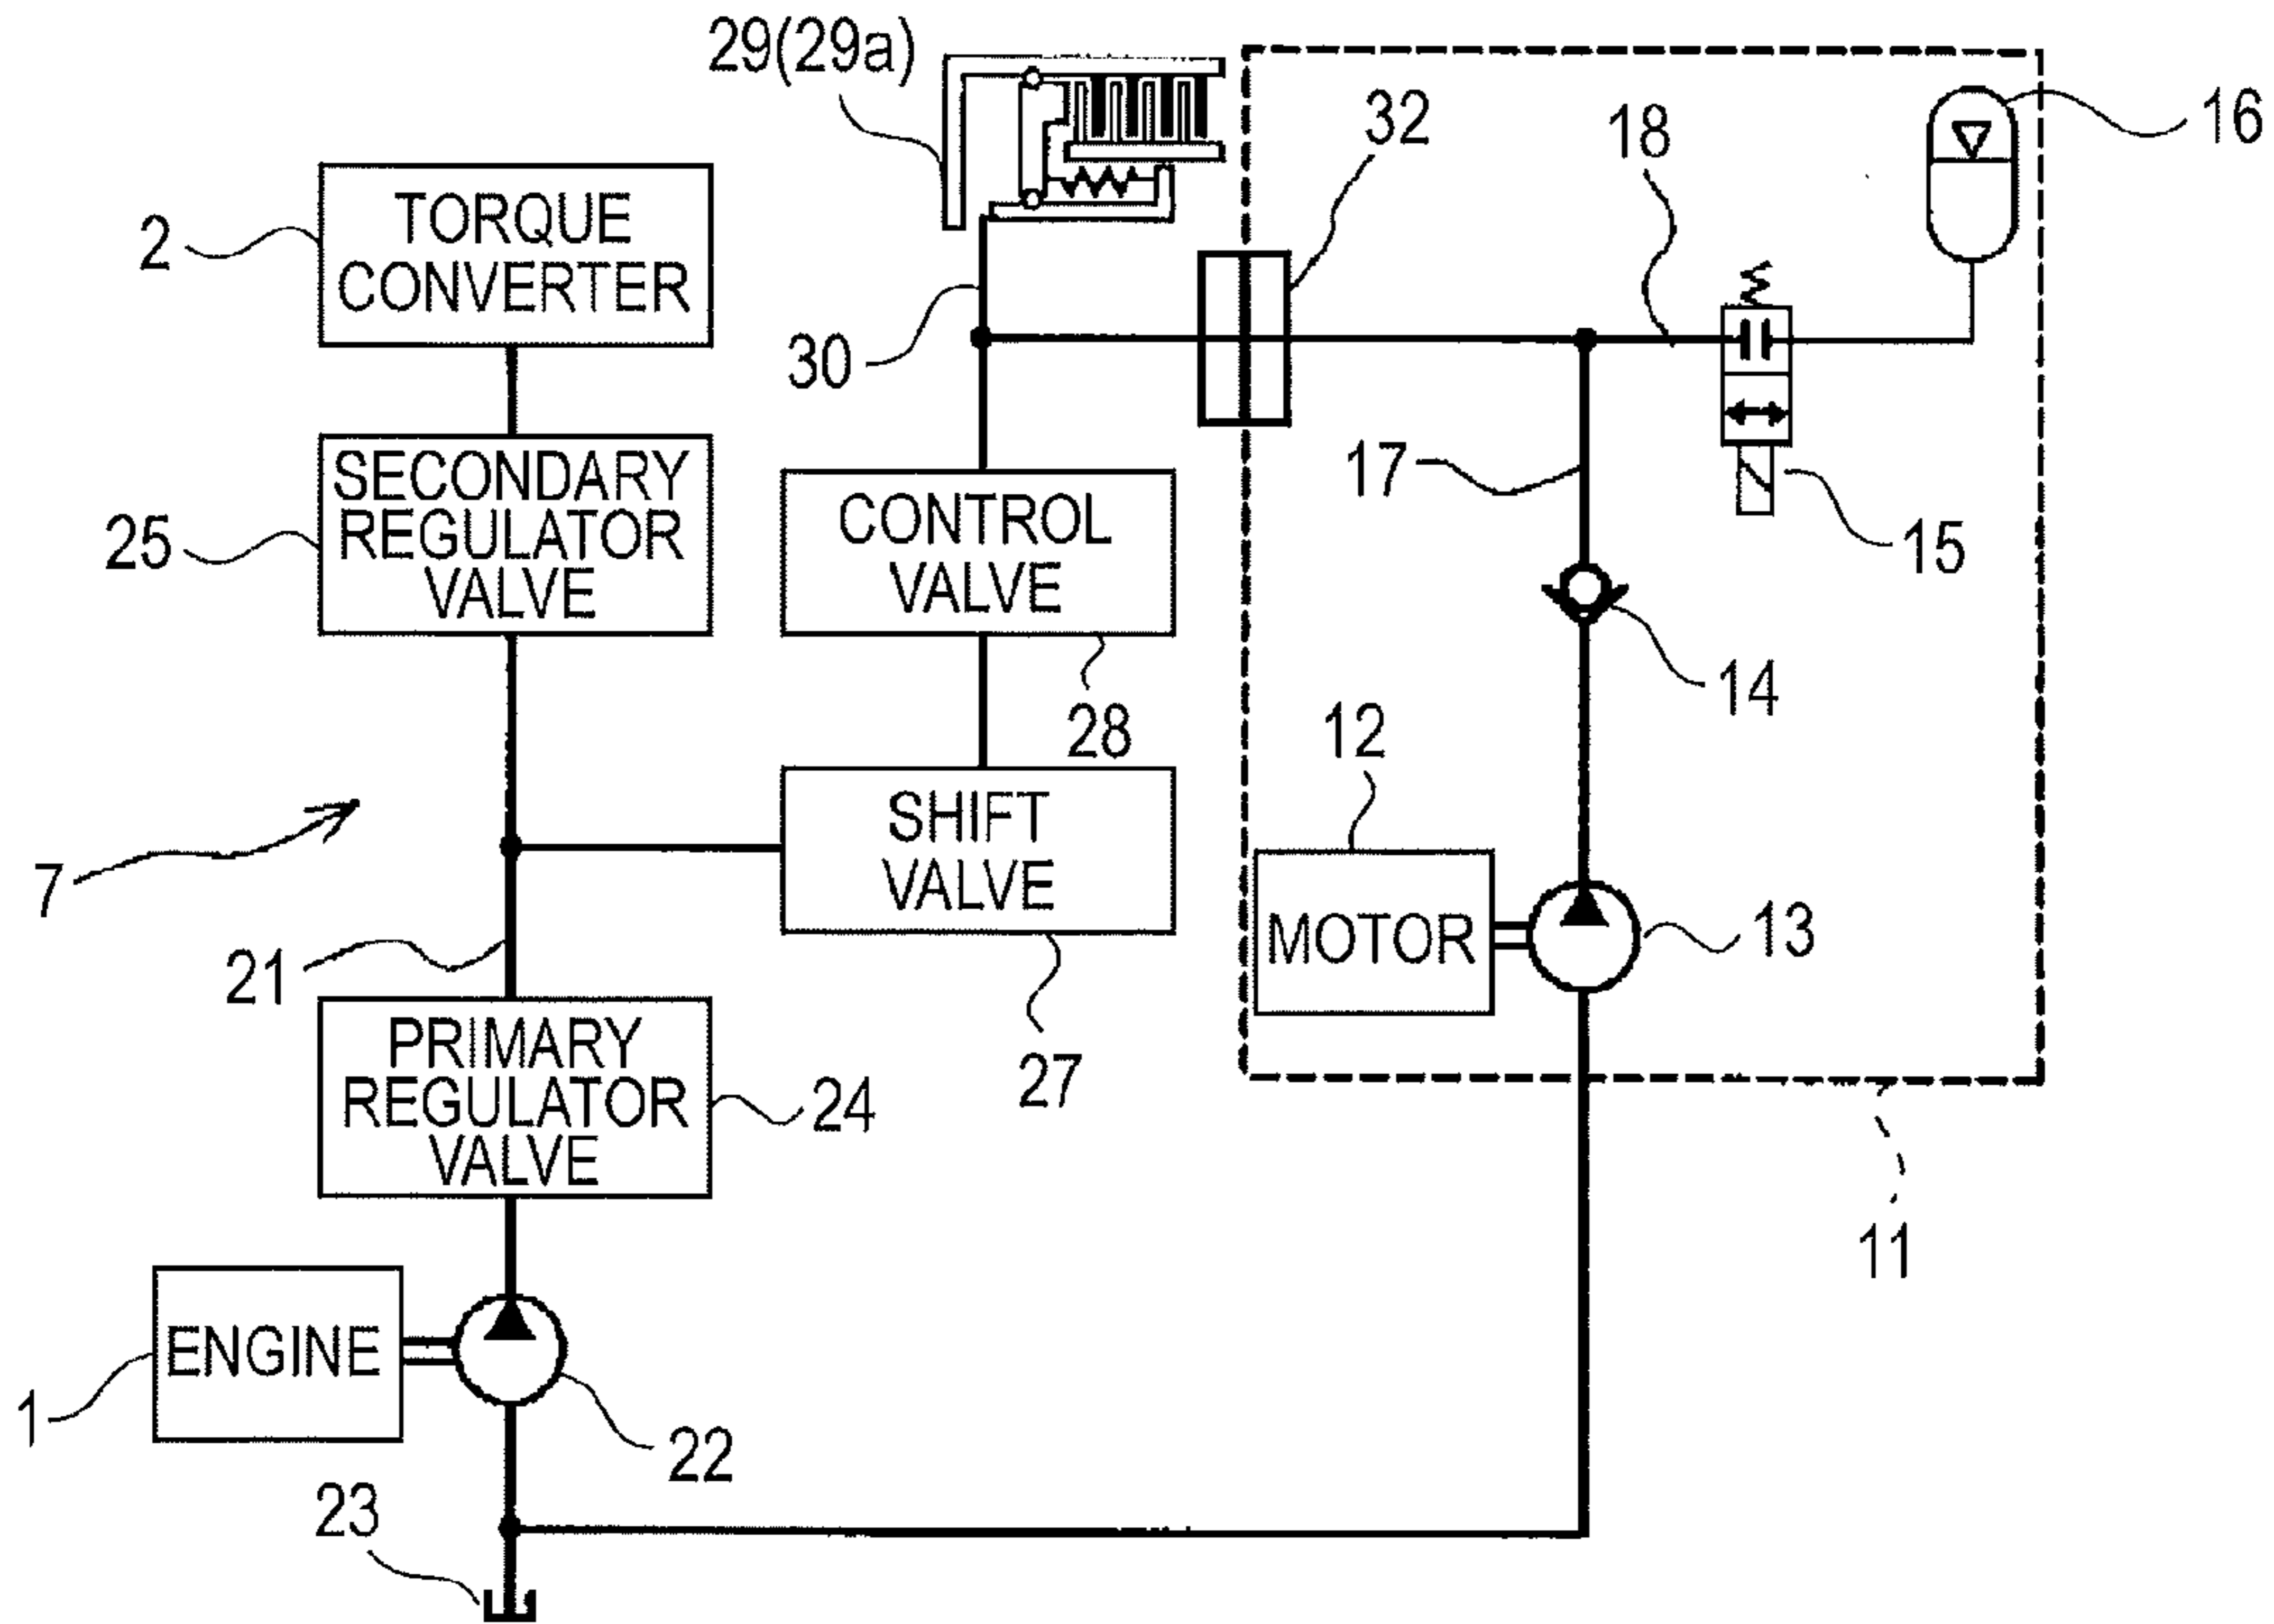 29(29a)
32
18
16
2
TORQUE
CONVERTER
30
17
15
25
SECONDARY
REGULATOR
VALVE
CONTROL
VALVE
14
28
12
7
SHIFT
VALVE
MOTOR
13
21
27
PRIMARY
REGULATOR
VALVE
24
11
ENGINE
1
22
23